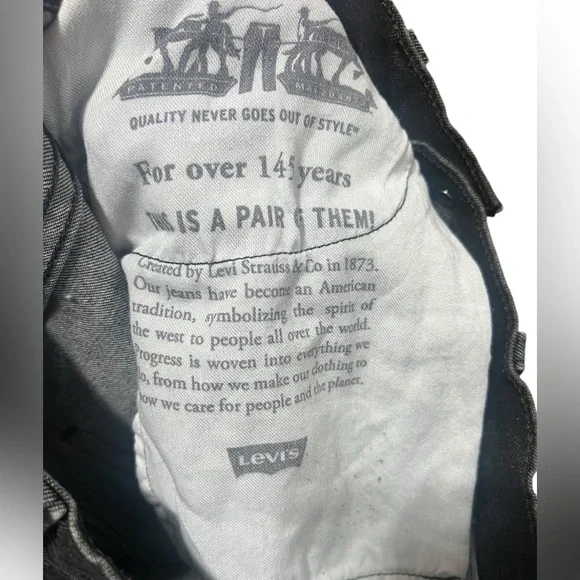 PATENTED
QUALITY NEVER GOES OUT OF STYLE™
For over 145 years
THIS IS A PAIR THEM!
Created by Levi Strauss & Co in 1873.
Our jeans have become an American
tradition, symbolizing the spirit of
the west to people all over the world.
Progress is woven into everything we
do, from how we make our clothing to
how we care for people and the planet.
LEVI'S